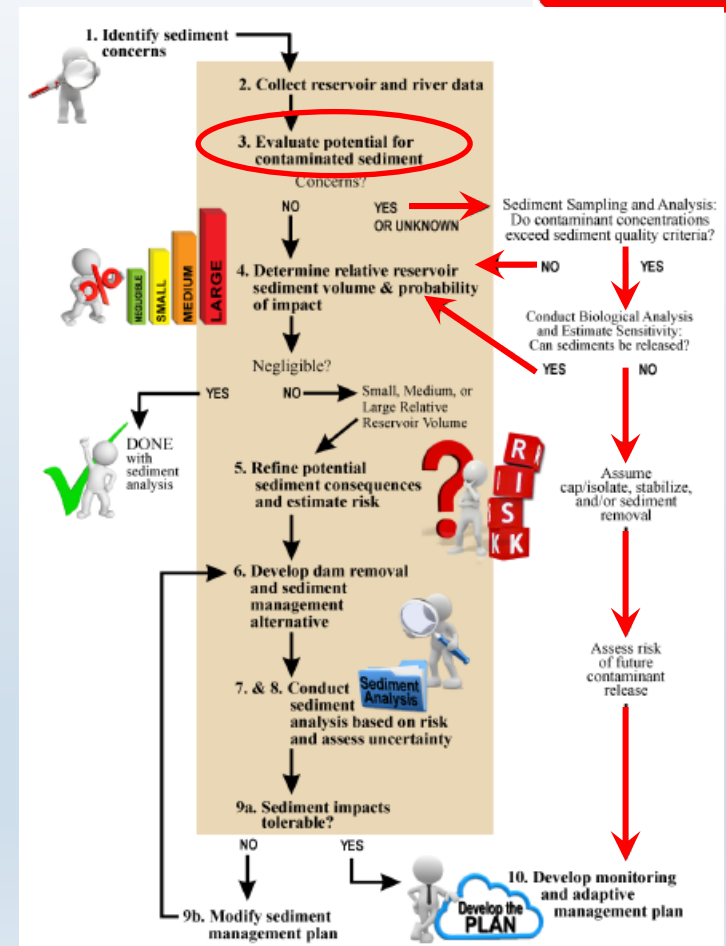 1. Identify sediment
concerns
2. Collect reservoir and river data
3. Evaluate potential for
contaminated sediment
Concerns?
NO
YES
OR UNKNOWN
Sediment Sampling and Analysis:
Do contaminant concentrations
exceed sediment quality criteria?
NO
YES
%
NEGLIGIBLE
SMALL
MEDIUM
LARGE
4. Determine relative reservoir
sediment volume & probability
of impact
Conduct Biological Analysis
and Estimate Sensitivity:
Can sediments be released?
YES
NO
Negligible?
YES
NO
Small, Medium, or
Large Relative
Reservoir Volume
DONE
with
sediment
analysis
5. Refine potential
sediment consequences
and estimate risk
?
R
I
S
K K
Assume
cap/isolate, stabilize,
and/or sediment
removal
6. Develop dam removal
and sediment
management
alternative
Assess risk
of future
contaminant
release
7. & 8. Conduct
sediment
analysis based on risk
and assess uncertainty
Sediment
Analysis
9a. Sediment impacts
tolerable?
NO
YES
9b. Modify sediment
management plan
Develop the
PLAN
10. Develop monitoring
and adaptive
management plan